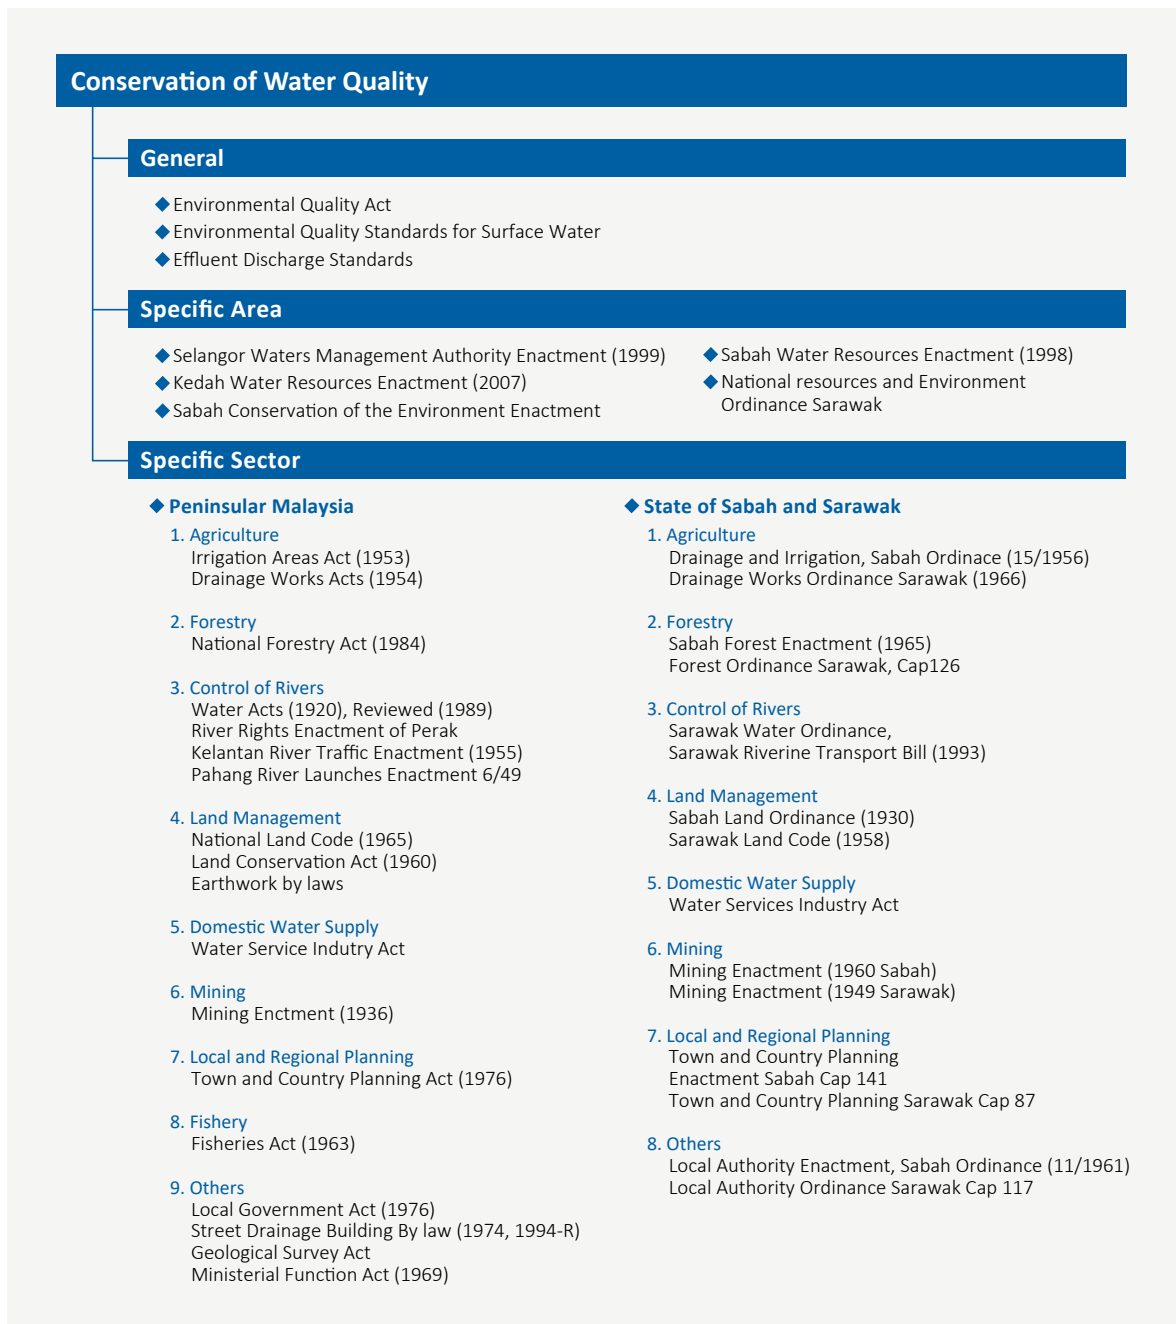 Conservation of Water Quality
General
◆ Environmental Quality Act
◆ Environmental Quality Standards for Surface Water
◆ Effluent Discharge Standards
Specific Area
◆ Selangor Waters Management Authority Enactment (1999)
◆ Kedah Water Resources Enactment (2007)
◆ Sabah Conservation of the Environment Enactment
◆ Sabah Water Resources Enactment (1998)
◆ National resources and Environment
Ordinance Sarawak
Specific Sector
◆ Peninsular Malaysia
1. Agriculture
Irrigation Areas Act (1953)
Drainage Works Acts (1954)
2. Forestry
National Forestry Act (1984)
3. Control of Rivers
Water Acts (1920), Reviewed (1989)
River Rights Enactment of Perak
Kelantan River Traffic Enactment (1955)
Pahang River Launches Enactment 6/49
4. Land Management
National Land Code (1965)
Land Conservation Act (1960)
Earthwork by laws
5. Domestic Water Supply
Water Service Indutry Act
6. Mining
Mining Enctment (1936)
7. Local and Regional Planning
Town and Country Planning Act (1976)
8. Fishery
Fisheries Act (1963)
9. Others
Local Government Act (1976)
Street Drainage Building By law (1974, 1994-R)
Geological Survey Act
Ministerial Function Act (1969)
◆ State of Sabah and Sarawak
1. Agriculture
Drainage and Irrigation, Sabah Ordinace (15/1956)
Drainage Works Ordinance Sarawak (1966)
2. Forestry
Sabah Forest Enactment (1965)
Forest Ordinance Sarawak, Cap126
3. Control of Rivers
Sarawak Water Ordinance,
Sarawak Riverine Transport Bill (1993)
4. Land Management
Sabah Land Ordinance (1930)
Sarawak Land Code (1958)
5. Domestic Water Supply
Water Services Industry Act
6. Mining
Mining Enactment (1960 Sabah)
Mining Enactment (1949 Sarawak)
7. Local and Regional Planning
Town and Country Planning
Enactment Sabah Cap 141
Town and Country Planning Sarawak Cap 87
8. Others
Local Authority Enactment, Sabah Ordinance (11/1961)
Local Authority Ordinance Sarawak Cap 117